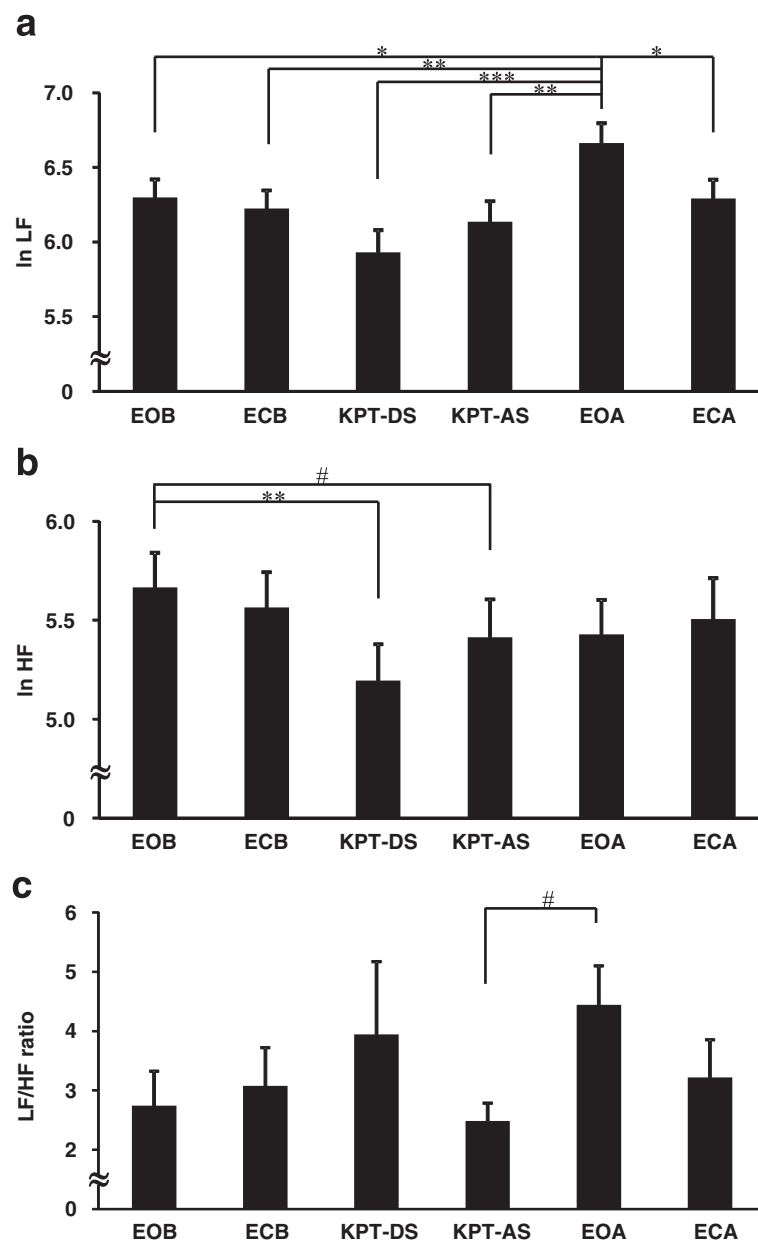 a
* *
**
***
**
7.0
6.5
6.0
5.5
0
ln LF
EOB ECB KPT-DS KPT-AS EOA ECA
b
#
**
6.0
5.5
5.0
0
ln HF
EOB ECB KPT-DS KPT-AS EOA ECA
c
#
6
5
4
3
2
0
LF/HF ratio
EOB ECB KPT-DS KPT-AS EOA ECA